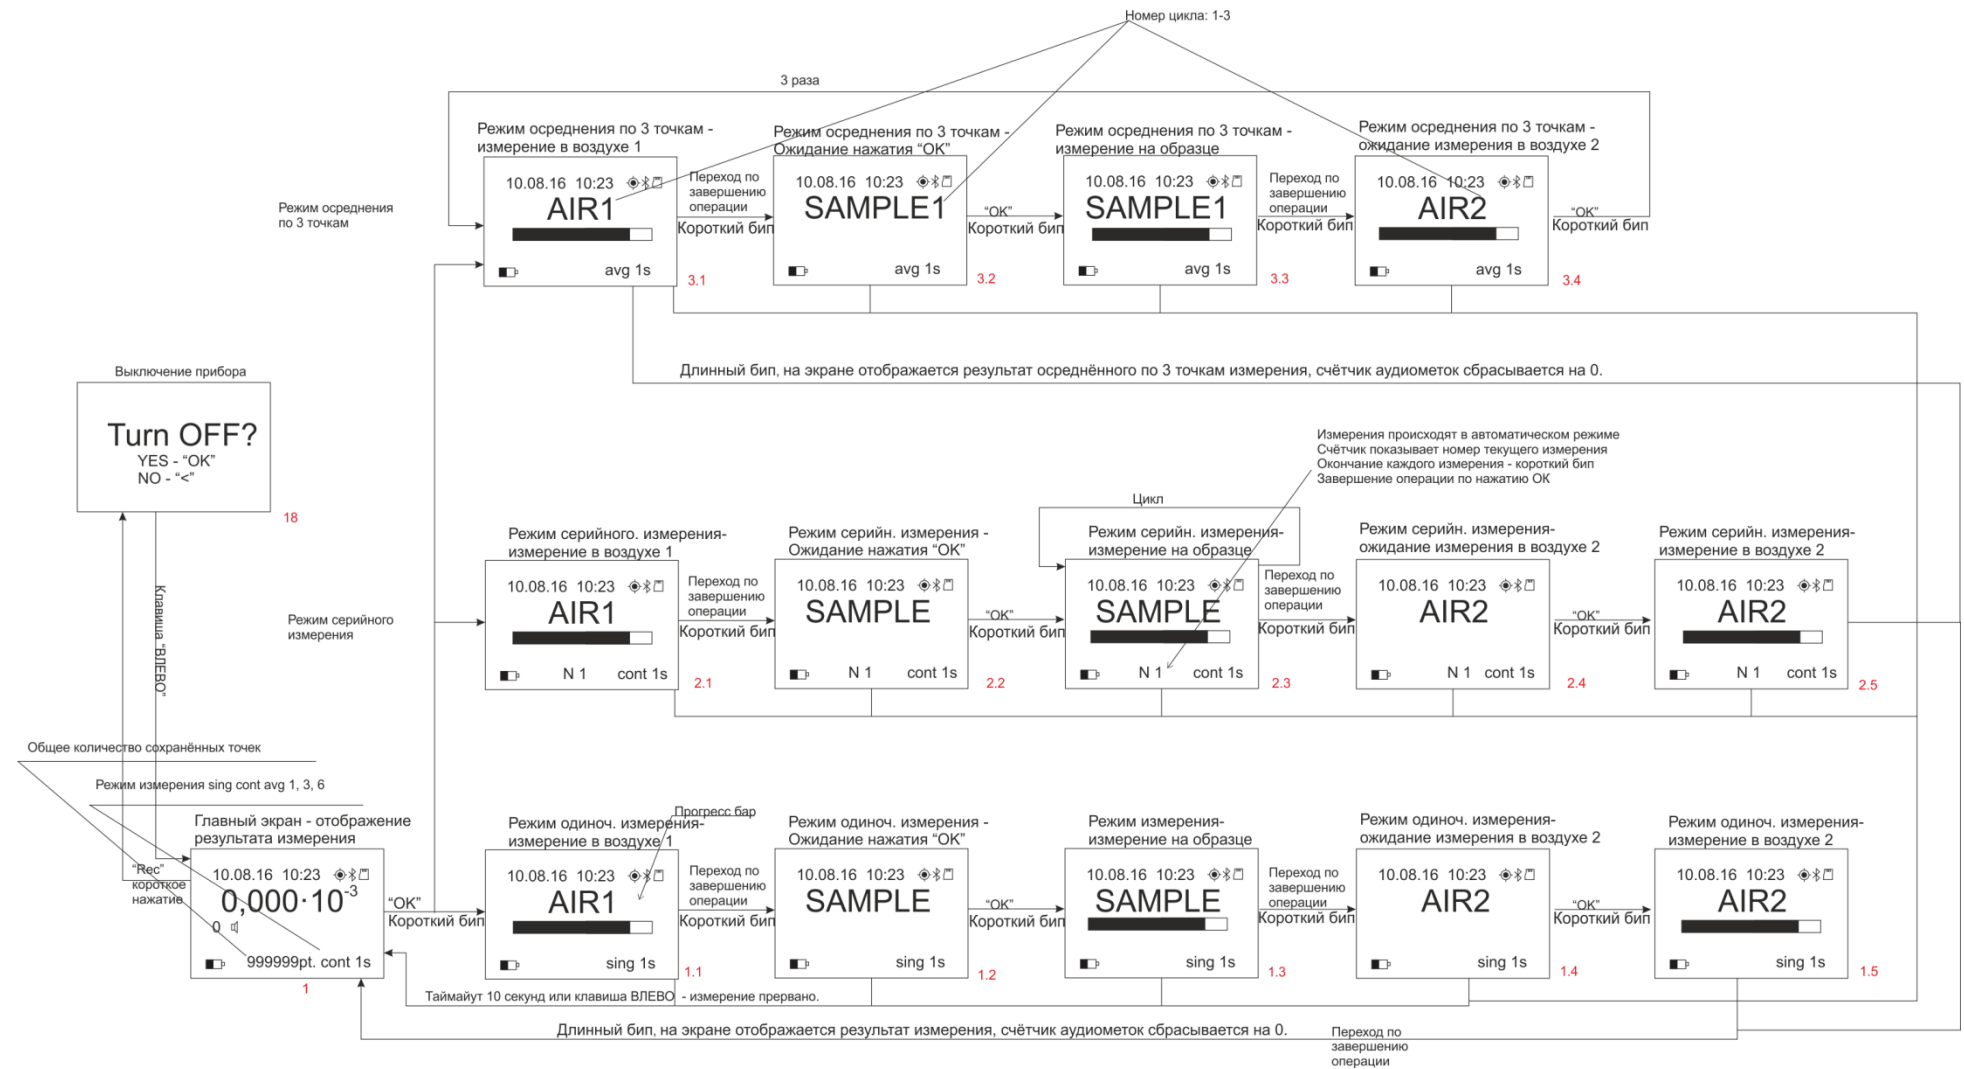 Номер цикла: 1-3
3 раза
Режим осреднения по 3 точкам -
измерение в воздухе 1
Режим осреднения по 3 точкам -
Ожидание нажатия “OK”
Режим осреднения по 3 точкам -
измерение на образце
Режим осреднения по 3 точкам -
ожидание измерения в воздухе 2
Режим осреднения
по 3 точкам
10.08.16 10:23
AIR1
avg 1s
3.1
Переход по
завершению
операции
Короткий бип
10.08.16 10:23
SAMPLE1
avg 1s
3.2
“OK”
Короткий бип
10.08.16 10:23
SAMPLE1
avg 1s
3.3
Переход по
завершению
операции
Короткий бип
10.08.16 10:23
AIR2
avg 1s
3.4
“OK”
Короткий бип
Длинный бип, на экране отображается результат осреднённого по 3 точкам измерения, счётчик аудиометок сбрасывается на 0.
Выключение прибора
Turn OFF?
YES - “OK”
NO - “<”
18
Клавиша “ВЛЕВО”
Измерения происходят в автоматическом режиме
Счётчик показывает номер текущего измерения
Окончание каждого измерения - короткий бип
Завершение операции по нажатию ОК
Цикл
Режим серийного
измерения
Режим серийного. измерения-
измерение в воздухе 1
10.08.16 10:23
AIR1
N 1 cont 1s
2.1
Переход по
завершению
операции
Короткий бип
Режим серийн. измерения -
Ожидание нажатия “OK”
10.08.16 10:23
SAMPLE
N 1 cont 1s
2.2
“OK”
Короткий бип
Режим серийн. измерения-
измерение на образце
10.08.16 10:23
SAMPLE
N 1 cont 1s
2.3
Переход по
завершению
операции
Короткий бип
Режим серийн. измерения-
ожидание измерения в воздухе 2
10.08.16 10:23
AIR2
N 1 cont 1s
2.4
“OK”
Короткий бип
Режим серийн. измерения-
измерение в воздухе 2
10.08.16 10:23
AIR2
N 1 cont 1s
2.5
Общее количество сохранённых точек
Режим измерения sing cont avg 1, 3, 6
Главный экран - отображение
результата измерения
“Rec”
короткое
нажатие
10.08.16 10:23
0,000·10-3
0
999999pt. cont 1s
1
“OK”
Короткий бип
Прогресс бар
Режим одиноч. измерения-
измерение в воздухе 1
10.08.16 10:23
AIR1
sing 1s
1.1
Переход по
завершению
операции
Короткий бип
Режим одиноч. измерения -
Ожидание нажатия “OK”
10.08.16 10:23
SAMPLE
sing 1s
1.2
“OK”
Короткий бип
Режим измерения-
измерение на образце
10.08.16 10:23
SAMPLE
sing 1s
1.3
Переход по
завершению
операции
Короткий бип
Режим одиноч. измерения-
ожидание измерения в воздухе 2
10.08.16 10:23
AIR2
sing 1s
1.4
“OK”
Короткий бип
Режим одиноч. измерения-
измерение в воздухе 2
10.08.16 10:23
AIR2
sing 1s
1.5
Таймайут 10 секунд или клавиша ВЛЕВО - измерение прервано.
Длинный бип, на экране отображается результат измерения, счётчик аудиометок сбрасывается на 0.
Переход по
завершению
операции